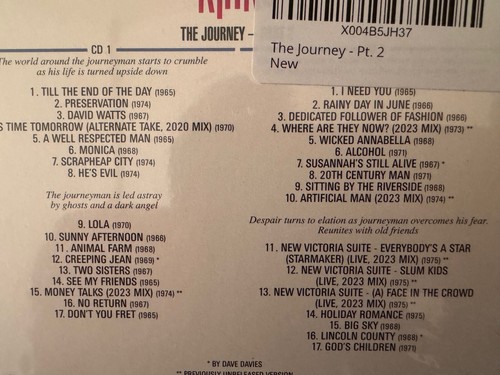 X004B5JH37
The Journey - Pt. 2
New
THE JOURNEY -
CD 1
The world around the journeyman starts to crumble
as his life is turned upside down
1. TILL THE END OF THE DAY (1965)
2. PRESERVATION (1974)
3. DAVID WATTS (1967)
S TIME TOMORROW (ALTERNATE TAKE, 2020 MIX) (1970)
5. A WELL RESPECTED MAN (1965)
6. MONICA (1968)
7. SCRAPHEAP CITY (1974)
8. HE'S EVIL (1974)
The journeyman is led astray
by ghosts and a dark angel
9. LOLA (1970)
10. SUNNY AFTERNOON (1966)
11. ANIMAL FARM (1968)
12. CREEPING JEAN (1969) *
13. TWO SISTERS (1967)
14. SEE MY FRIENDS (1965)
15. MONEY TALKS (2023 MIX) (1974) **
16. NO RETURN (1967)
17. DON'T YOU FRET (1965)
1. I NEED YOU (1965)
2. RAINY DAY IN JUNE (1966)
3. DEDICATED FOLLOWER OF FASHION (1966)
4. WHERE ARE THEY NOW? (2023 MIX) (1973) **
5. WICKED ANNABELLA (1968)
6. ALCOHOL (1971)
7. SUSANNAH'S STILL ALIVE (1967) *
8. 20TH CENTURY MAN (1971)
9. SITTING BY THE RIVERSIDE (1968)
10. ARTIFICIAL MAN (2023 MIX) (1974) **
Despair turns to elation as journeyman overcomes his fear.
Reunites with old friends
11. NEW VICTORIA SUITE - EVERYBODY'S A STAR
(STARMAKER) (LIVE, 2023 MIX) (1975) **
12. NEW VICTORIA SUITE - SLUM KIDS
(LIVE, 2023 MIX) (1975) **
13. NEW VICTORIA SUITE - (A) FACE IN THE CROWD
(LIVE, 2023 MIX) (1975) **
14. HOLIDAY ROMANCE (1975)
15. BIG SKY (1968)
16. LINCOLN COUNTY (1968) *
17. GOD'S CHILDREN (1971)
* BY DAVE DAVIES
** PREVIOUSLY UNRELEASED VERSION